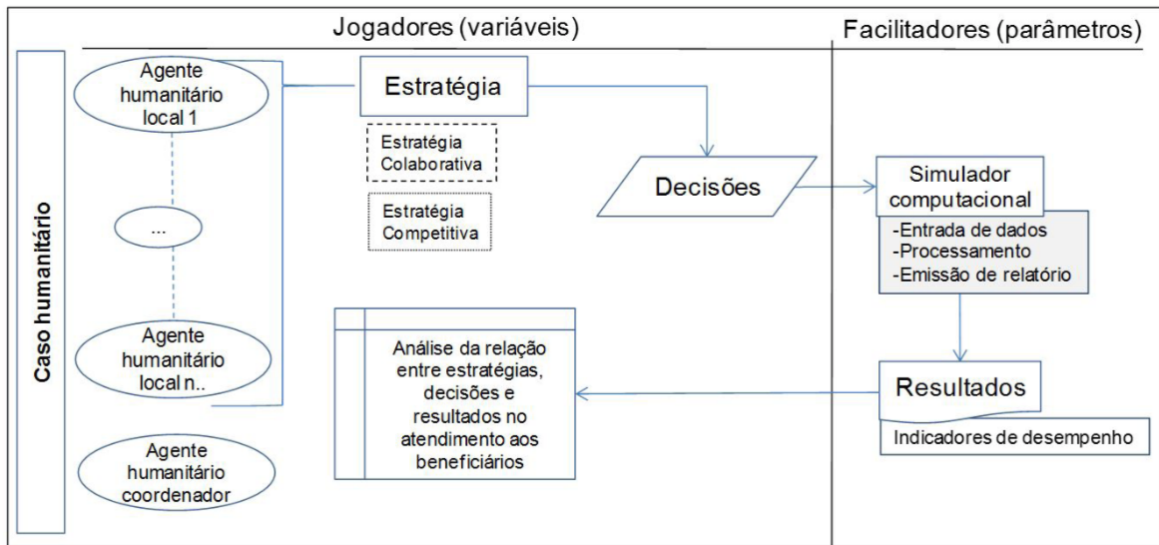 Jogadores (variáveis)
Facilitadores (parâmetros)
Caso humanitário
Agente
humanitário
local 1
...
Agente
humanitário
local n..
Agente
humanitário
coordenador
Estratégia
Estratégia
Colaborativa
Estratégia
Competitiva
Decisões
Simulador
computacional
-Entrada de dados
-Processamento
-Emissão de relatório
Resultados
Indicadores de desempenho
Análise da relação
entre estratégias,
decisões e
resultados no
atendimento aos
beneficiários